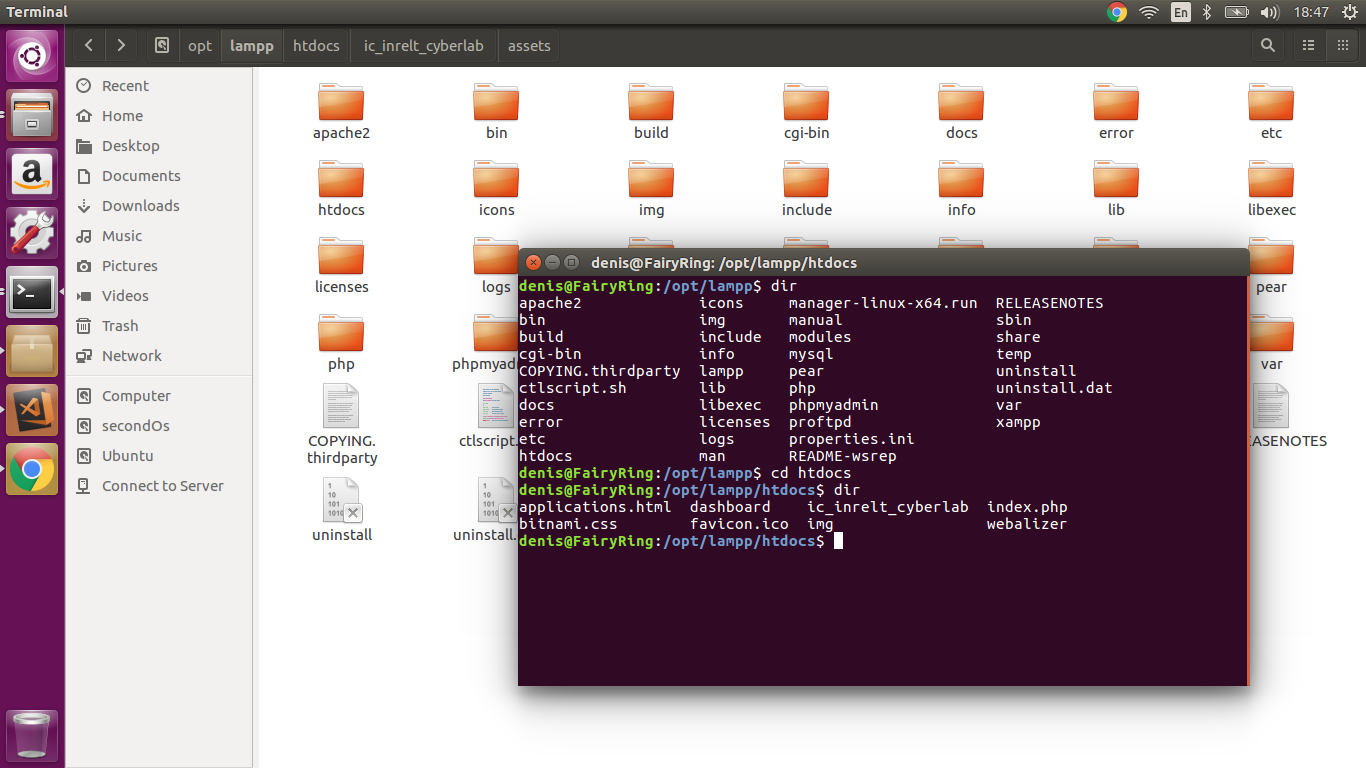 Terminal
En
18:47
opt
lampp
htdocs
ic_inrelt_cyberlab
assets
Recent
Home
Desktop
Documents
Downloads
Music
Pictures
Videos
Trash
Network
Computer
secondOs
Ubuntu
Connect to Server
apache2
bin
build
cgi-bin
docs
error
etc
htdocs
icons
img
include
info
lib
libexec
licenses
logs
pear
php
phpmyad
var
COPYING.
thirdparty
ctlscript.
EASENOTES
uninstall
uninstall.
denis@FairyRing: /opt/lampp/htdocs
denis@FairyRing:/opt/lampp$ dir
apache2 icons manager-linux-x64.run RELEASENOTES
bin img manual sbin
build include modules share
cgi-bin info mysql temp
COPYING.thirdparty lampp pear uninstall
ctlscript.sh lib php uninstall.dat
docs libexec phpmyadmin var
error licenses proftpd xampp
etc logs properties.ini
htdocs man README-wsrep
denis@FairyRing:/opt/lampp$ cd htdocs
denis@FairyRing:/opt/lampp/htdocs$ dir
applications.html dashboard ic_inrelt_cyberlab index.php
bitnami.css favicon.ico img webalizer
denis@FairyRing:/opt/lampp/htdocs$